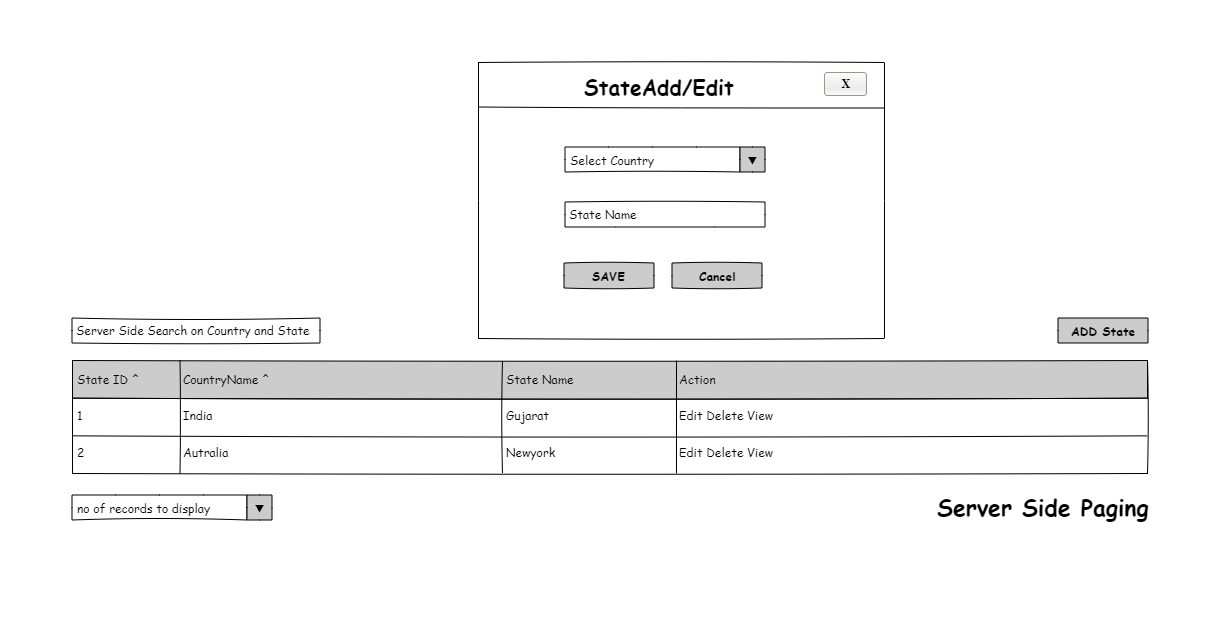 StateAdd/Edit
X
Select Country
▼
State Name
SAVE
Cancel
Server Side Search on Country and State
ADD State
State ID ^ CountryName ^ State Name Action
1 India Gujarat Edit Delete View
2 Autralia Newyork Edit Delete View
no of records to display
▼
Server Side Paging